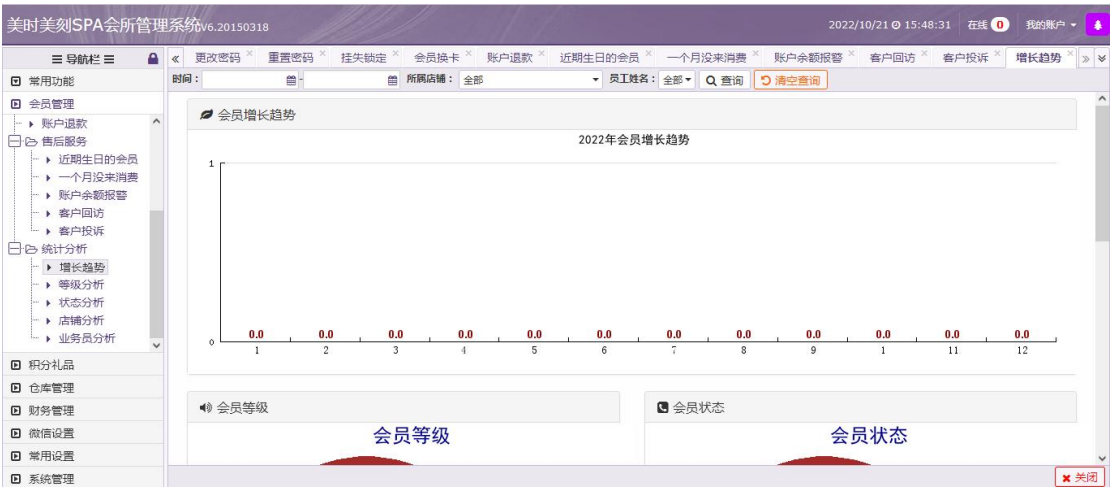 美时美刻SPA会所管理系统V6.20150318
2022/10/21 15:48:31 在线 0 我的账户
导航栏
更改密码 重置密码 挂失锁定 会员换卡 账户退款 近期生日的会员 一个月没来消费 账户余额报警 客户回访 客户投诉 增长趋势
常用功能
会员管理
账户退款
售后服务
近期生日的会员
一个月没来消费
账户余额报警
客户回访
客户投诉
统计分析
增长趋势
等级分析
状态分析
店铺分析
业务员分析
积分礼品
仓库管理
财务管理
微信设置
常用设置
系统管理
时间： - 所属店铺： 全部 员工姓名： 全部 查询 清空查询
会员增长趋势
2022年会员增长趋势
1
0
0.0 0.0 0.0 0.0 0.0 0.0 0.0 0.0 0.0 0.0 0.0 0.0
1 2 3 4 5 6 7 8 9 1 11 12
会员等级
会员等级
会员状态
会员状态
关闭